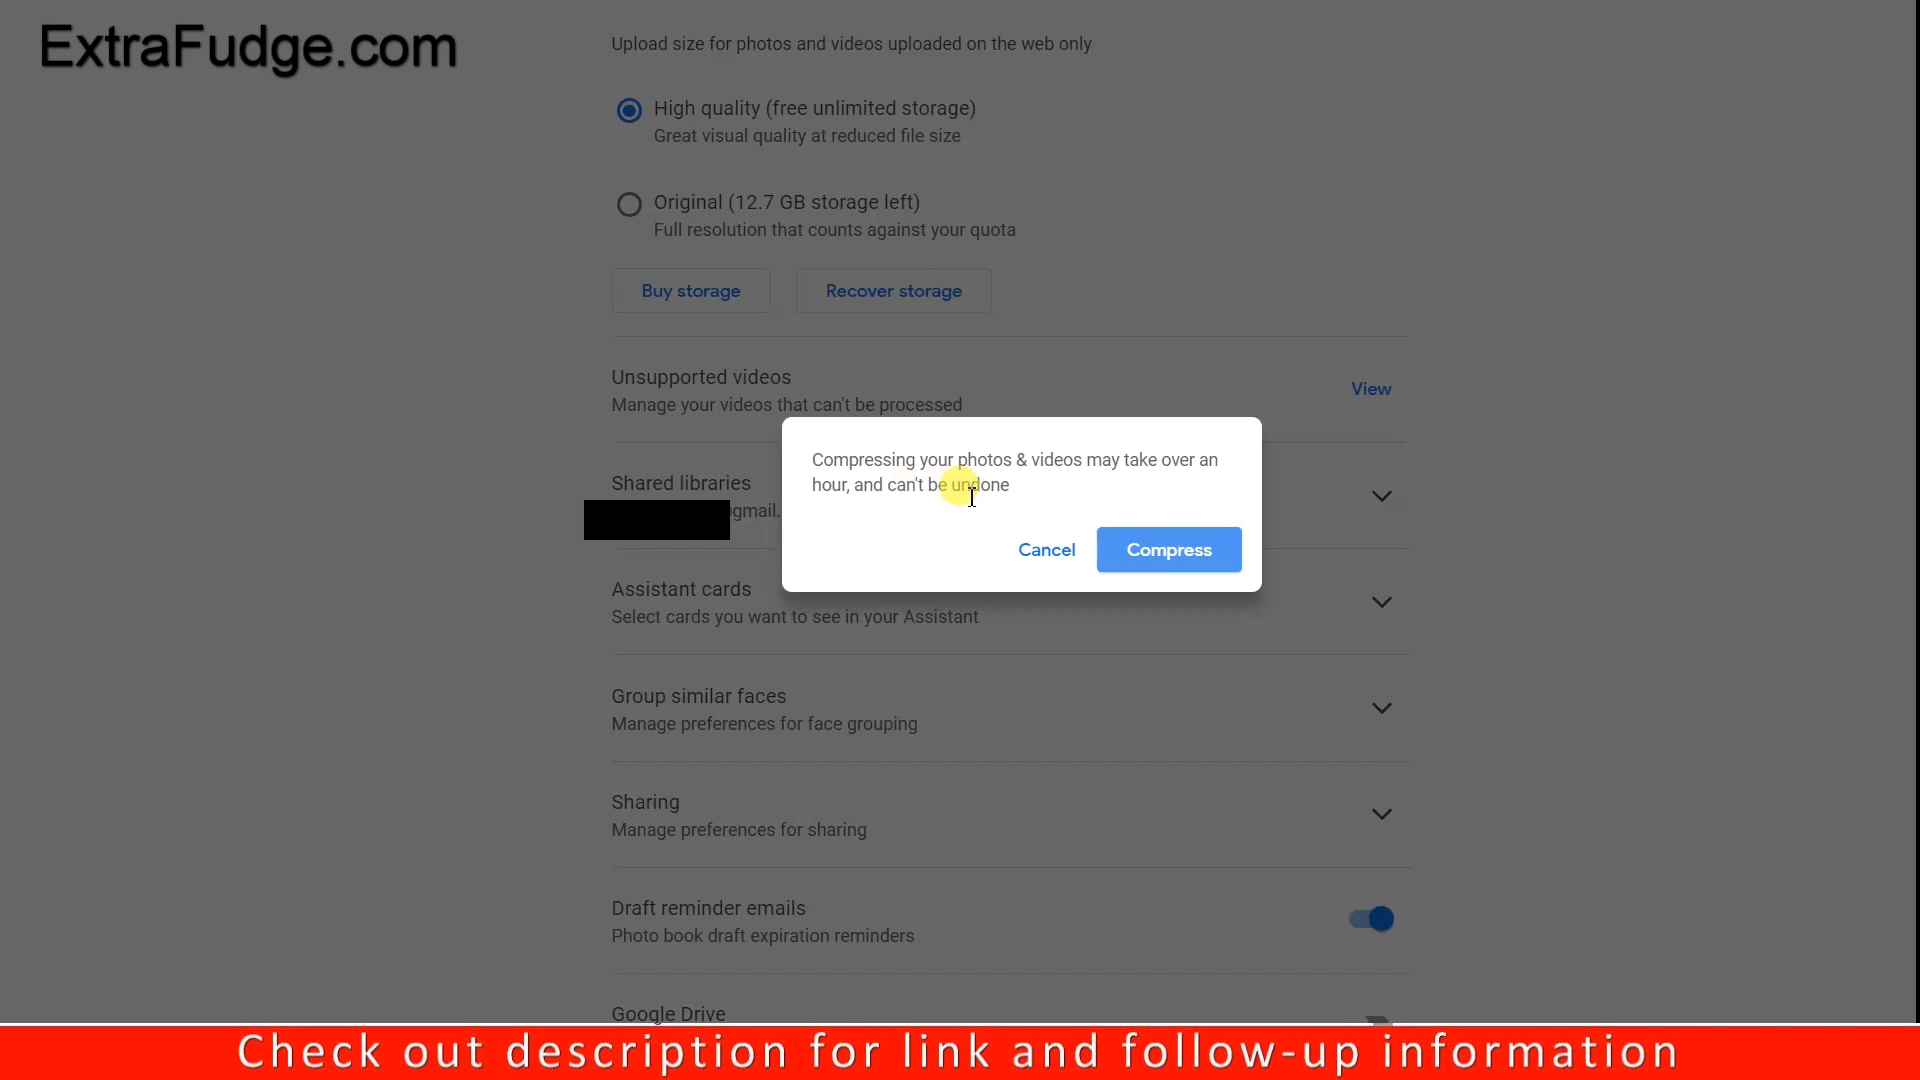 ExtraFudge.com
Upload size for photos and videos uploaded on the web only
High quality (free unlimited storage)
Great visual quality at reduced file size
Original (12.7 GB storage left)
Full resolution that counts against your quota
Buy storage
Recover storage
Unsupported videos
View
Manage your videos that can't be processed
Compressing your photos & videos may take over an
hour, and can't be undone
Cancel
Compress
Shared libraries
@gmail.
Assistant cards
Select cards you want to see in your Assistant
Group similar faces
Manage preferences for face grouping
Sharing
Manage preferences for sharing
Draft reminder emails
Photo book draft expiration reminders
Google Drive
Check out description for link and follow-up information